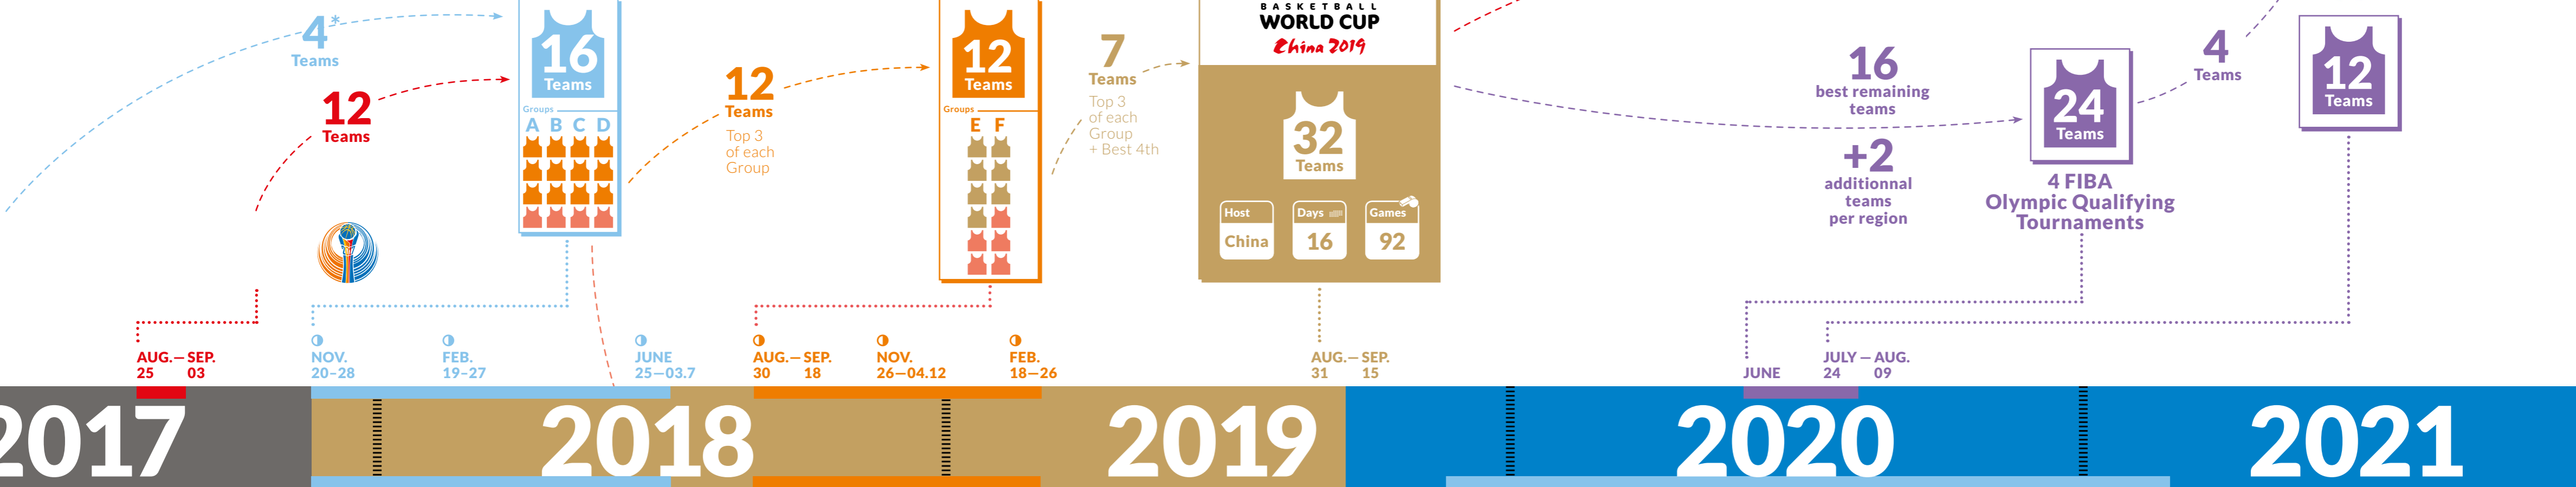 4*
Teams
12
Teams
16
Teams
Groups
A B C D
12
Teams
Top 3
of each
Group
12
Teams
Groups
E F
7
Teams
Top 3
of each
Group
+ Best 4th
BASKETBALL
WORLD CUP
China 2019
32
Teams
Host
China
Days
16
Games
92
16
best remaining
teams
+2
additionnal
teams
per region
24
Teams
4 FIBA
Olympic Qualifying
Tournaments
4
Teams
12
Teams
AUG.—SEP.
25 03
NOV.
20–28
FEB.
19–27
JUNE
25—03.7
AUG.—SEP.
30 18
NOV.
26—04.12
FEB.
18—26
AUG.—SEP.
31 15
JUNE
JULY—AUG.
24 09
2017
2018
2019
2020
2021